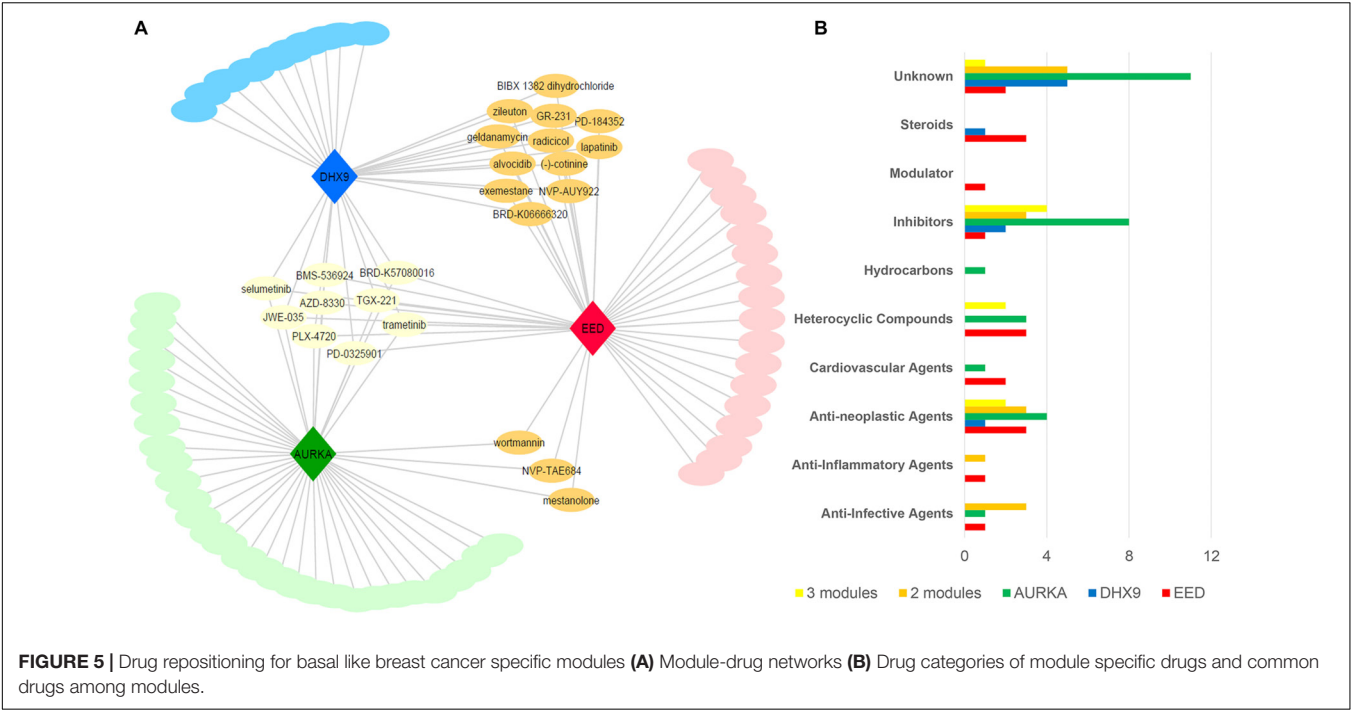 A
BIBX 1382 dihydrochloride
zileuton
GR-231
PD-184352
geldanamycin
radicicol
lapatinib
DHX9
alvocidib
(-)-cotinine
exemestane
NVP-AUY922
BRD-K06666320
BMS-536924
BRD-K57080016
selumetinib
AZD-8330
TGX-221
JWE-035
trametinib
PLX-4720
PD-0325901
EED
AURKA
wortmannin
NVP-TAE684
mestanolone
B
Unknown
Steroids
Modulator
Inhibitors
Hydrocarbons
Heterocyclic Compounds
Cardiovascular Agents
Anti-neoplastic Agents
Anti-Inflammatory Agents
Anti-Infective Agents
0 4 8 12
3 modules 2 modules AURKA DHX9 EED
FIGURE 5 | Drug repositioning for basal like breast cancer specific modules (A) Module-drug networks (B) Drug categories of module specific drugs and common
drugs among modules.